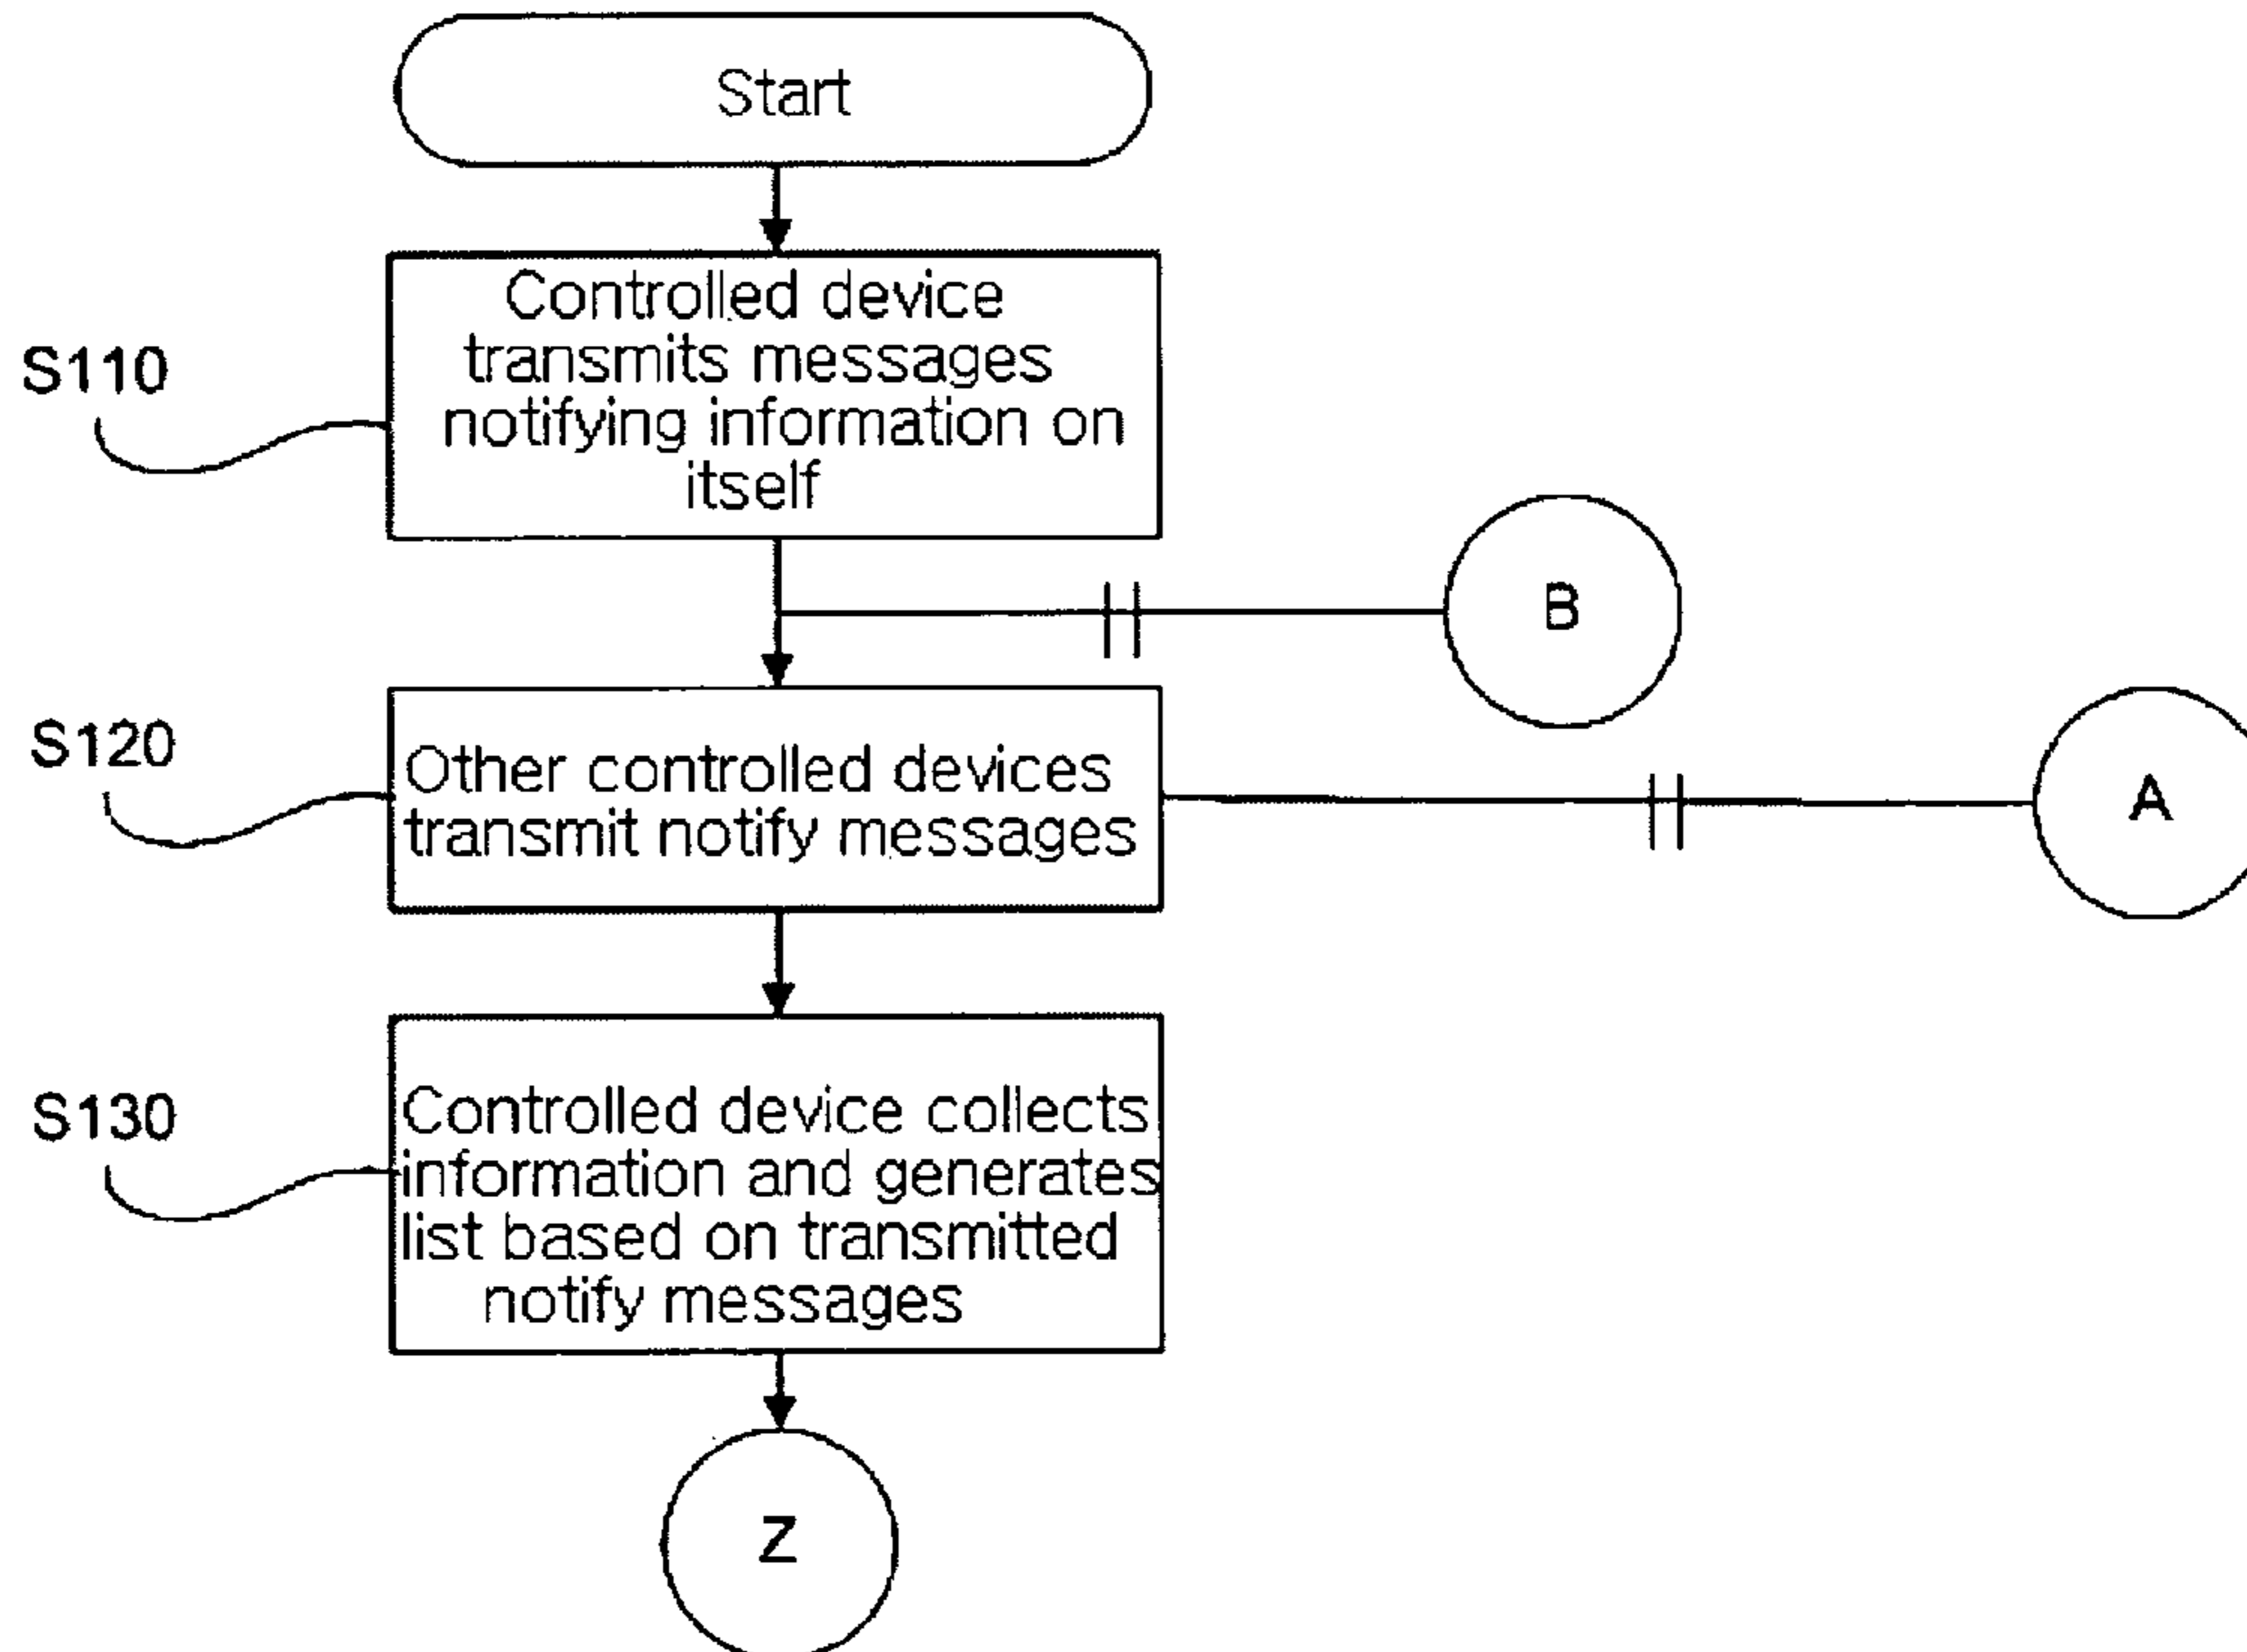 Start
S110
Controlled device
transmits messages
notifying information on
itself
B
S120
Other controlled devices
transmit notify messages
A
S130
Controlled device collects
information and generates
list based on transmitted
notify messages
Z